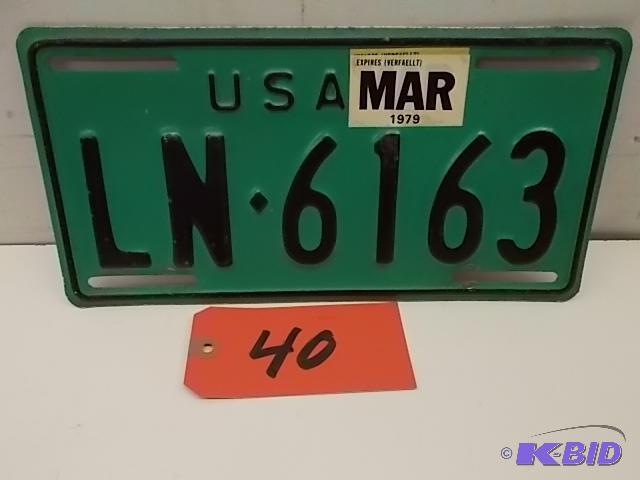 EXPIRES (VERFAELLT)
USA MAR
1979
LN·6163
40
© K-BID